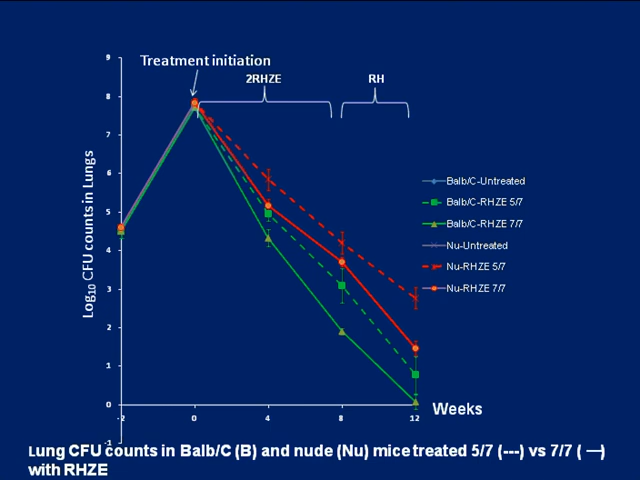 Treatment initiation
2RHZE
RH
9
8
7
6
5
4
3
2
1
0
-1
-2 0 4 8 12
Weeks
Log10 CFU counts in Lungs
Balb/C-Untreated
Balb/C-RHZE 5/7
Balb/C-RHZE 7/7
Nu-Untreated
Nu-RHZE 5/7
Nu-RHZE 7/7
Lung CFU counts in Balb/C (B) and nude (Nu) mice treated 5/7 (---) vs 7/7 ( —)
with RHZE